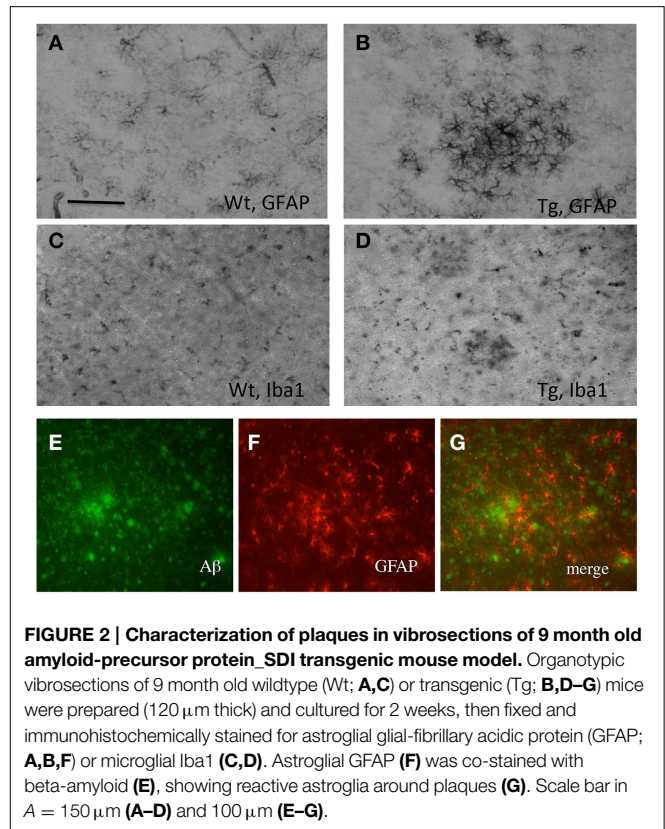 A
Wt, GFAP
B
Tg, GFAP
C
Wt, Iba1
D
Tg, Iba1
E
Aβ
F
GFAP
G
merge
FIGURE 2 | Characterization of plaques in vibrosections of 9 month old
amyloid-precursor protein_SDI transgenic mouse model. Organotypic
vibrosections of 9 month old wildtype (Wt; A,C) or transgenic (Tg; B,D–G) mice
were prepared (120 μm thick) and cultured for 2 weeks, then fixed and
immunohistochemically stained for astroglial glial-fibrillary acidic protein (GFAP;
A,B,F) or microglial Iba1 (C,D). Astroglial GFAP (F) was co-stained with
beta-amyloid (E), showing reactive astroglia around plaques (G). Scale bar in
A = 150 μm (A–D) and 100 μm (E–G).